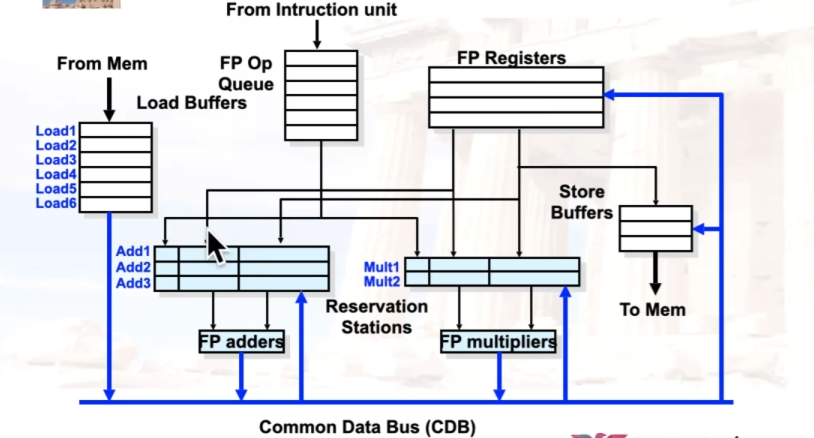 From Intruction unit
From Mem
FP Op
Queue
FP Registers
Load Buffers
Load1
Load2
Load3
Load4
Load5
Load6
Store
Buffers
Add1
Add2
Add3
Mult1
Mult2
Reservation
Stations
To Mem
FP adders
FP multipliers
Common Data Bus (CDB)